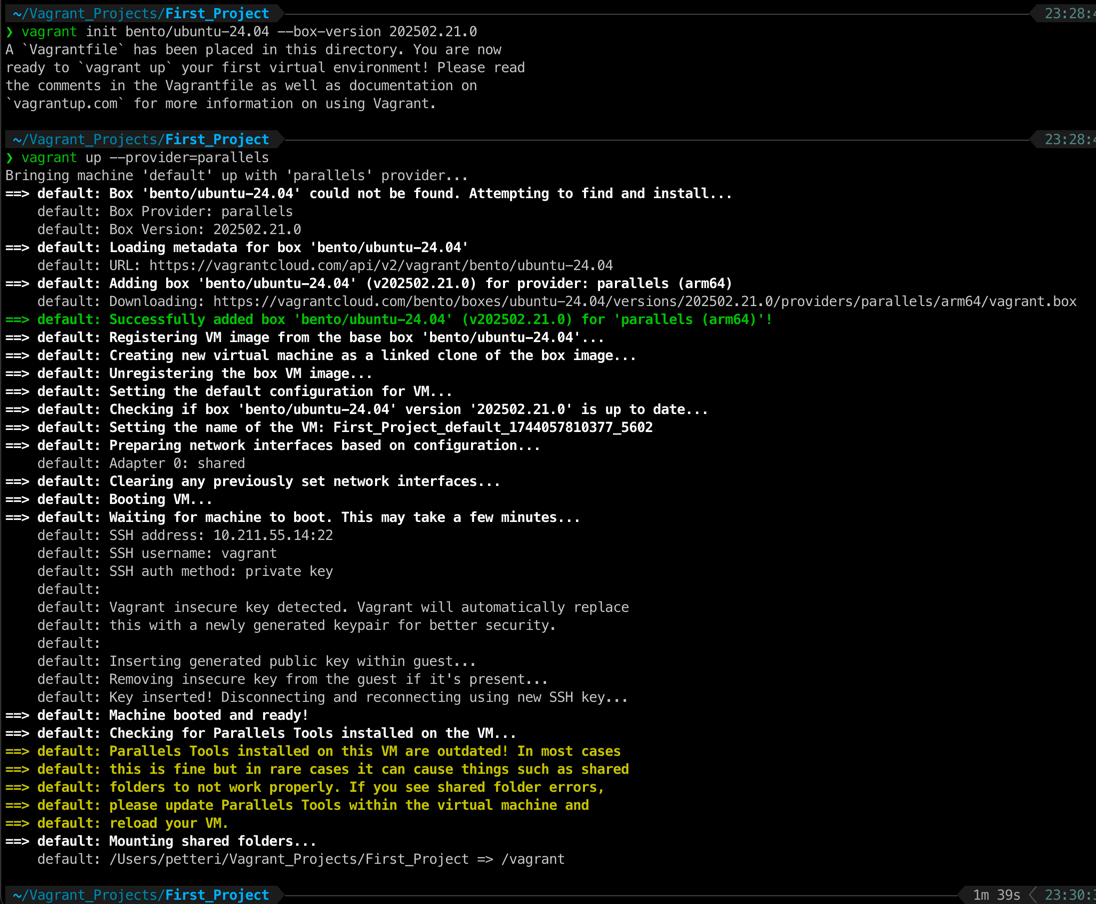 ~/Vagrant_Projects/First_Project 23:28:4
❯ vagrant init bento/ubuntu-24.04 --box-version 202502.21.0
A `Vagrantfile` has been placed in this directory. You are now
ready to `vagrant up` your first virtual environment! Please read
the comments in the Vagrantfile as well as documentation on
`vagrantup.com` for more information on using Vagrant.
~/Vagrant_Projects/First_Project 23:28:4
❯ vagrant up --provider=parallels
Bringing machine 'default' up with 'parallels' provider...
==> default: Box 'bento/ubuntu-24.04' could not be found. Attempting to find and install...
    default: Box Provider: parallels
    default: Box Version: 202502.21.0
==> default: Loading metadata for box 'bento/ubuntu-24.04'
    default: URL: https://vagrantcloud.com/api/v2/vagrant/bento/ubuntu-24.04
==> default: Adding box 'bento/ubuntu-24.04' (v202502.21.0) for provider: parallels (arm64)
    default: Downloading: https://vagrantcloud.com/bento/boxes/ubuntu-24.04/versions/202502.21.0/providers/parallels/arm64/vagrant.box
==> default: Successfully added box 'bento/ubuntu-24.04' (v202502.21.0) for 'parallels (arm64)'!
==> default: Registering VM image from the base box 'bento/ubuntu-24.04'...
==> default: Creating new virtual machine as a linked clone of the box image...
==> default: Unregistering the box VM image...
==> default: Setting the default configuration for VM...
==> default: Checking if box 'bento/ubuntu-24.04' version '202502.21.0' is up to date...
==> default: Setting the name of the VM: First_Project_default_1744057810377_5602
==> default: Preparing network interfaces based on configuration...
    default: Adapter 0: shared
==> default: Clearing any previously set network interfaces...
==> default: Booting VM...
==> default: Waiting for machine to boot. This may take a few minutes...
    default: SSH address: 10.211.55.14:22
    default: SSH username: vagrant
    default: SSH auth method: private key
    default:
    default: Vagrant insecure key detected. Vagrant will automatically replace
    default: this with a newly generated keypair for better security.
    default:
    default: Inserting generated public key within guest...
    default: Removing insecure key from the guest if it's present...
    default: Key inserted! Disconnecting and reconnecting using new SSH key...
==> default: Machine booted and ready!
==> default: Checking for Parallels Tools installed on the VM...
==> default: Parallels Tools installed on this VM are outdated! In most cases
==> default: this is fine but in rare cases it can cause things such as shared
==> default: folders to not work properly. If you see shared folder errors,
==> default: please update Parallels Tools within the virtual machine and
==> default: reload your VM.
==> default: Mounting shared folders...
    default: /Users/petteri/Vagrant_Projects/First_Project => /vagrant
~/Vagrant_Projects/First_Project 1m 39s 23:30:3